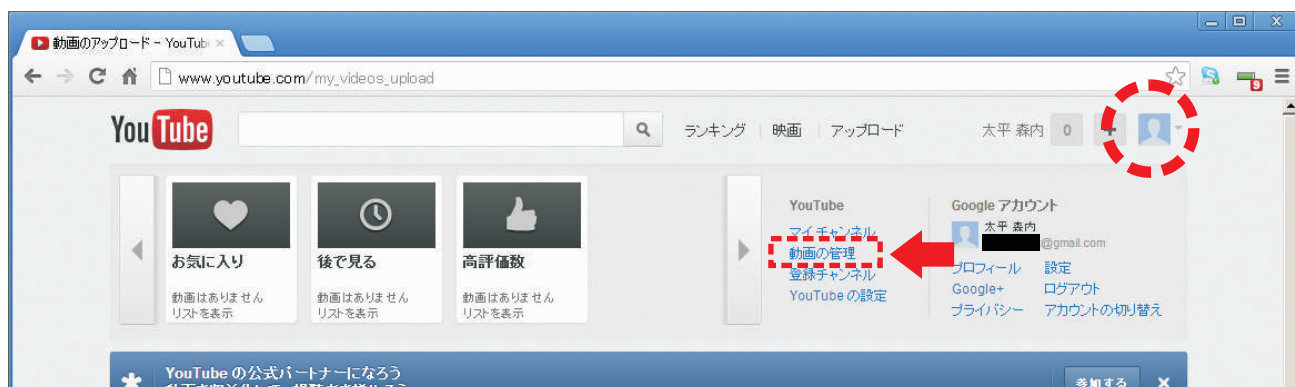 動画のアップロード - YouTub
www.youtube.com/my_videos_upload
9
YouTube
ランキング 映画 アップロード
太平 森内 0 +
お気に入り
動画はありません
リストを表示
後で見る
動画はありません
リストを表示
高評価数
動画はありません
リストを表示
YouTube
マイ チャンネル
動画の管理
登録チャンネル
YouTube の設定
Google アカウント
太平 森内
@gmail.com
プロフィール 設定
Google+ ログアウト
プライバシー アカウントの切り替え
YouTube の公式パートナーになろう
参加する